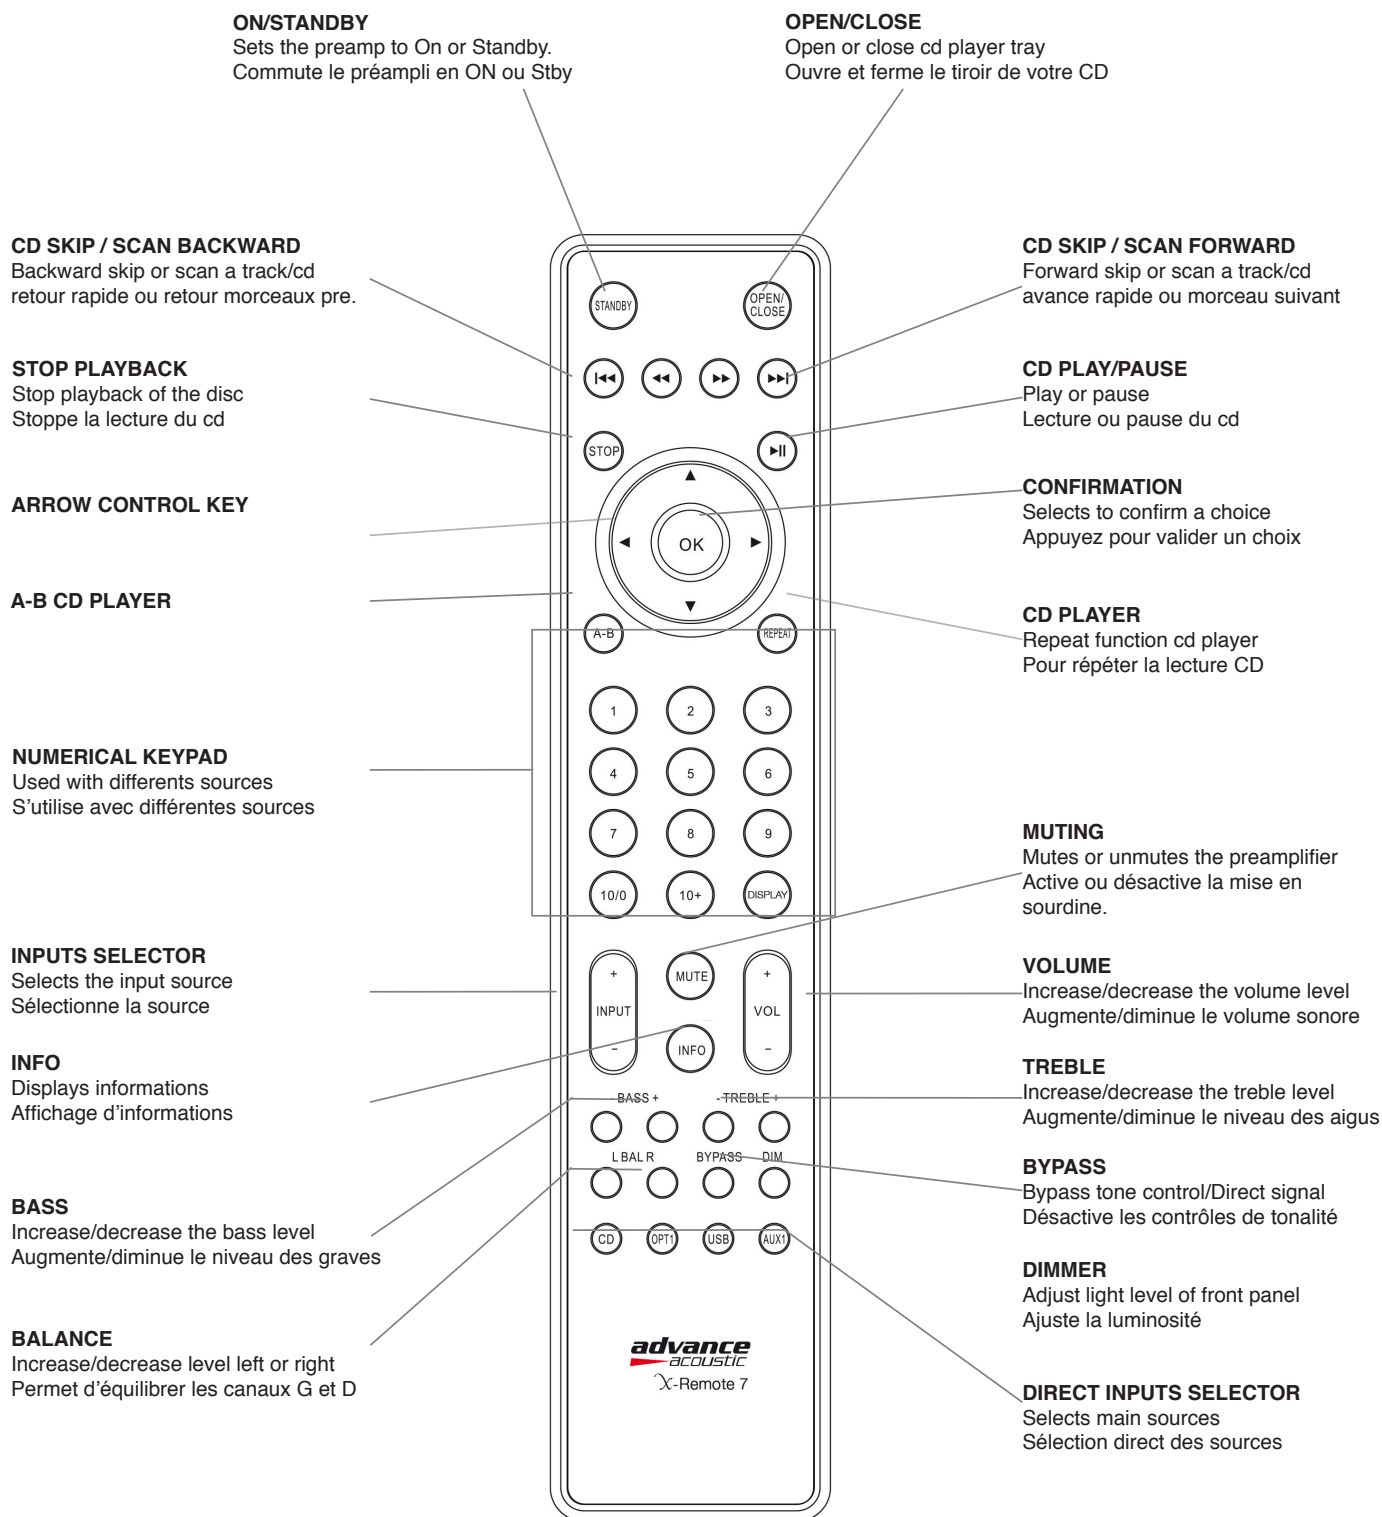 ON/STANDBY
Sets the preamp to On or Standby.
Commute le préampli en ON ou Stby
OPEN/CLOSE
Open or close cd player tray
Ouvre et ferme le tiroir de votre CD
CD SKIP / SCAN BACKWARD
Backward skip or scan a track/cd
retour rapide ou retour morceaux pre.
STOP PLAYBACK
Stop playback of the disc
Stoppe la lecture du cd
ARROW CONTROL KEY
A-B CD PLAYER
NUMERICAL KEYPAD
Used with differents sources
S'utilise avec différentes sources
INPUTS SELECTOR
Selects the input source
Sélectionne la source
INFO
Displays informations
Affichage d'informations
BASS
Increase/decrease the bass level
Augmente/diminue le niveau des graves
BALANCE
Increase/decrease level left or right
Permet d'équilibrer les canaux G et D
STANDBY
OPEN/
CLOSE
STOP
OK
A-B
REPEAT
1
2
3
4
5
6
7
8
9
10/0
10+
DISPLAY
+
INPUT
-
MUTE
INFO
+
VOL
-
- BASS +
- TREBLE +
L BAL R
BYPASS
DIM
CD
OPT1
USB
AUX1
advance
acoustic
X-Remote 7
CD SKIP / SCAN FORWARD
Forward skip or scan a track/cd
avance rapide ou morceau suivant
CD PLAY/PAUSE
Play or pause
Lecture ou pause du cd
CONFIRMATION
Selects to confirm a choice
Appuyez pour valider un choix
CD PLAYER
Repeat function cd player
Pour répéter la lecture CD
MUTING
Mutes or unmutes the preamplifier
Active ou désactive la mise en
sourdine.
VOLUME
Increase/decrease the volume level
Augmente/diminue le volume sonore
TREBLE
Increase/decrease the treble level
Augmente/diminue le niveau des aigus
BYPASS
Bypass tone control/Direct signal
Désactive les contrôles de tonalité
DIMMER
Adjust light level of front panel
Ajuste la luminosité
DIRECT INPUTS SELECTOR
Selects main sources
Sélection direct des sources